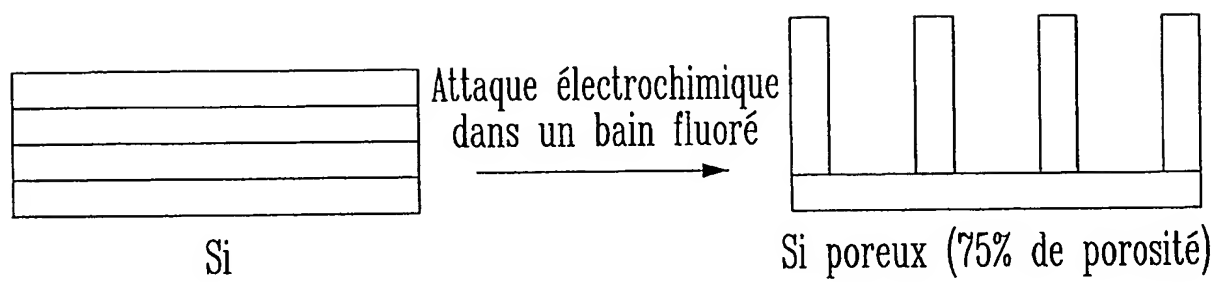 Attaque électrochimique
dans un bain fluoré
Si
Si poreux (75% de porosité)